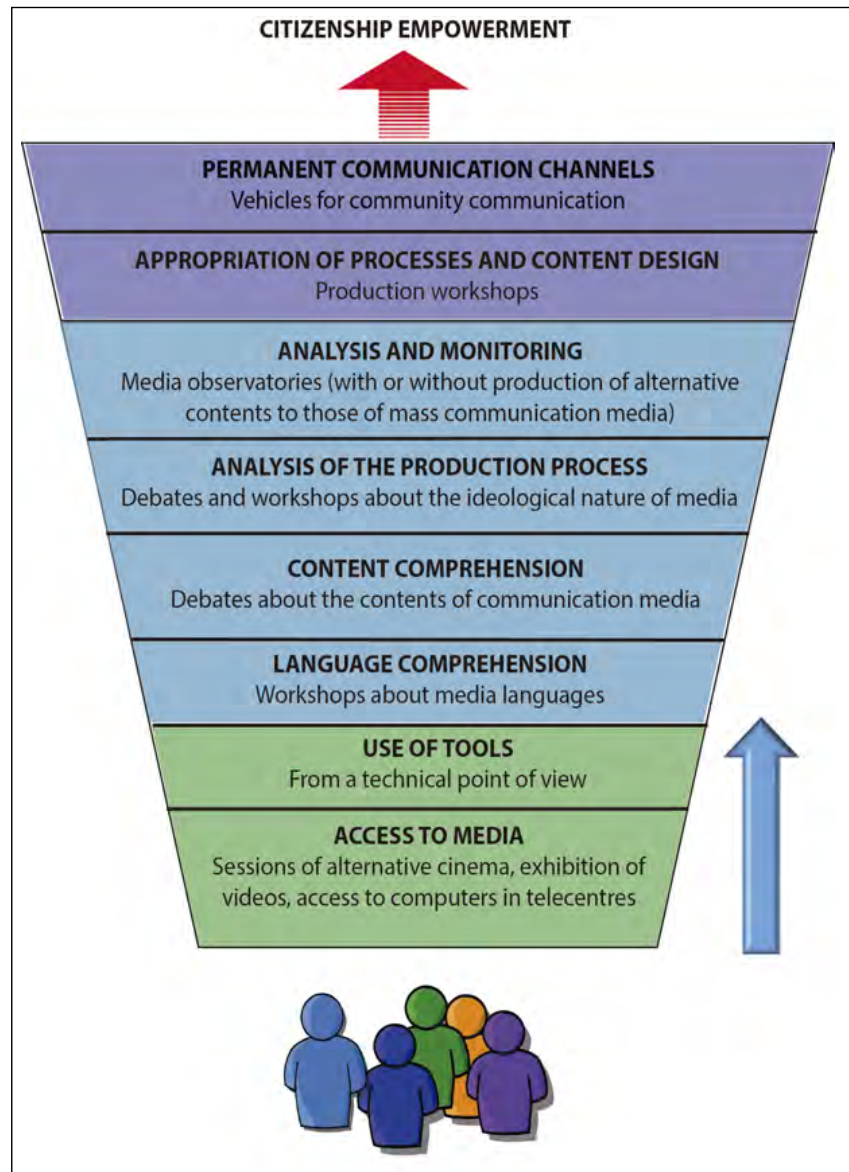 CITIZENSHIP EMPOWERMENT
PERMANENT COMMUNICATION CHANNELS
Vehicles for community communication
APPROPRIATION OF PROCESSES AND CONTENT DESIGN
Production workshops
ANALYSIS AND MONITORING
Media observatories (with or without production of alternative
contents to those of mass communication media)
ANALYSIS OF THE PRODUCTION PROCESS
Debates and workshops about the ideological nature of media
CONTENT COMPREHENSION
Debates about the contents of communication media
LANGUAGE COMPREHENSION
Workshops about media languages
USE OF TOOLS
From a technical point of view
ACCESS TO MEDIA
Sessions of alternative cinema, exhibition of
videos, access to computers in telecentres